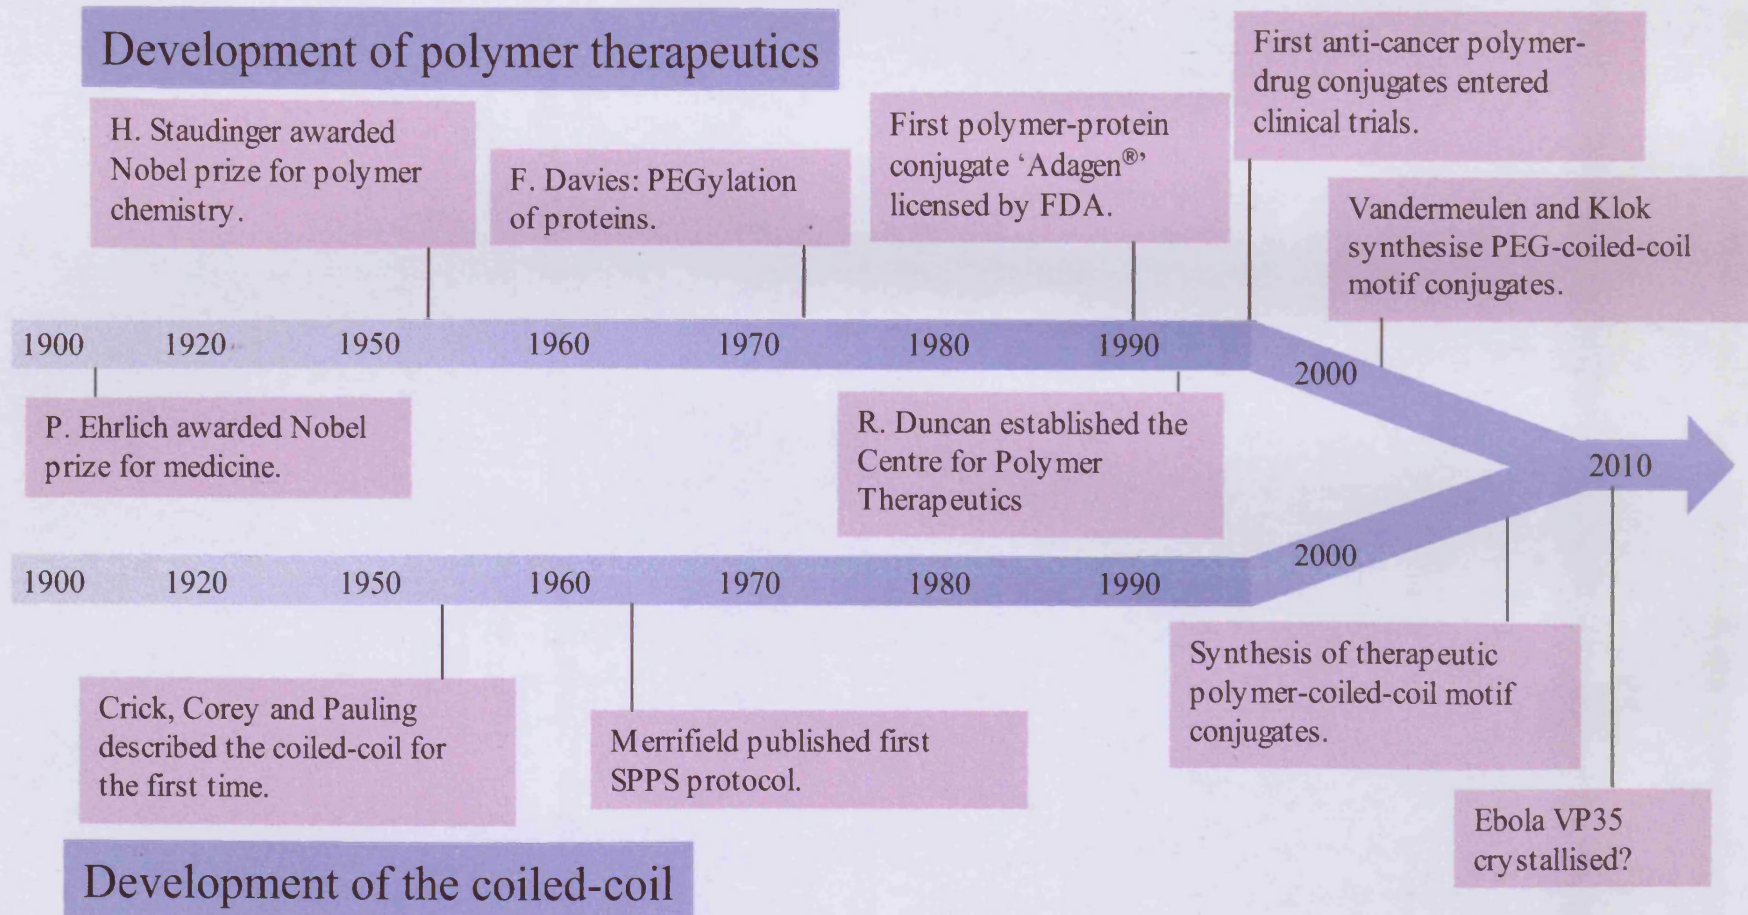 Development of polymer therapeutics
H. Staudinger awarded
Nobel prize for polymer
chemistry.
F. Davies: PEGylation
of proteins.
First polymer-protein
conjugate ‘Adagen®’
licensed by FDA.
First anti-cancer polymer-
drug conjugates entered
clinical trials.
Vandermeulen and Klok
synthesise PEG-coiled-coil
motif conjugates.
1900 1920 1950 1960 1970 1980 1990 2000
P. Ehrlich awarded Nobel
prize for medicine.
R. Duncan established the
Centre for Polymer
Therapeutics
2010
1900 1920 1950 1960 1970 1980 1990 2000
Crick, Corey and Pauling
described the coiled-coil for
the first time.
Merrifield published first
SPPS protocol.
Synthesis of therapeutic
polymer-coiled-coil motif
conjugates.
Ebola VP35
crystallised?
Development of the coiled-coil